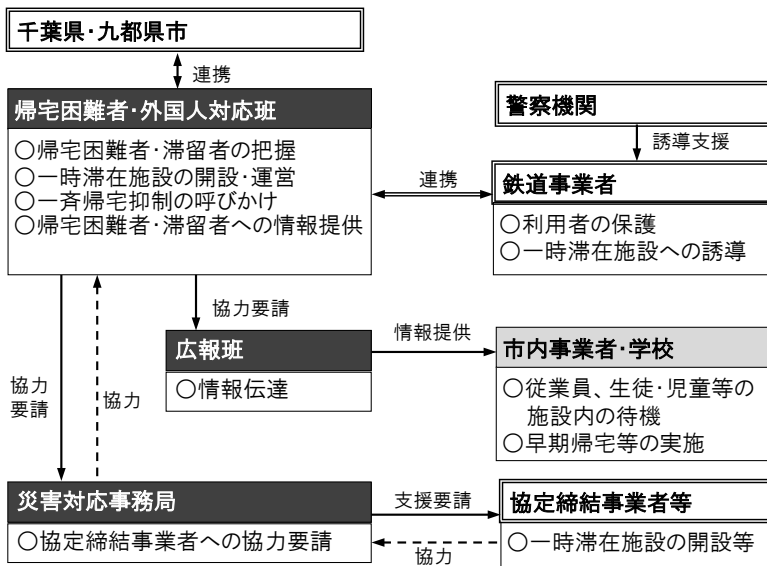 千葉県・九都県市
連携
帰宅困難者・外国人対応班
○帰宅困難者・滞留者の把握
○一時滞在施設の開設・運営
○一斉帰宅抑制の呼びかけ
○帰宅困難者・滞留者への情報提供
警察機関
誘導支援
連携
鉄道事業者
○利用者の保護
○一時滞在施設への誘導
協力要請
広報班
○情報伝達
情報提供
市内事業者・学校
○従業員、生徒・児童等の
施設内の待機
○早期帰宅等の実施
協力
要請
協力
災害対応事務局
○協定締結事業者への協力要請
支援要請
協力
協定締結事業者等
○一時滞在施設の開設等